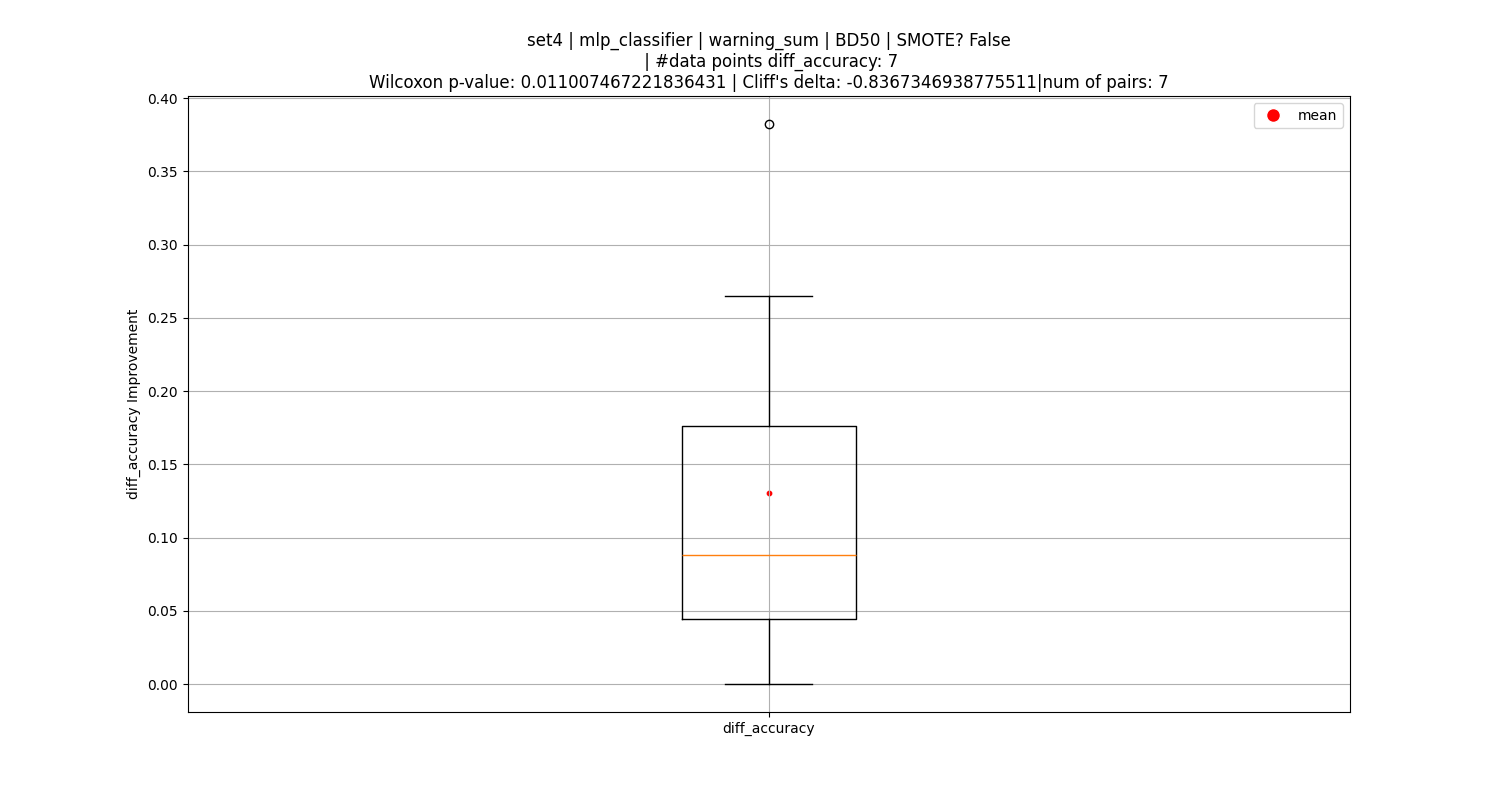 set4 | mlp_classifier | warning_sum | BD50 | SMOTE? False
| #data points diff_accuracy: 7
Wilcoxon p-value: 0.011007467221836431 | Cliff's delta: -0.8367346938775511|num of pairs: 7
mean
0.40
0.35
0.30
0.25
0.20
0.15
0.10
0.05
0.00
diff_accuracy Improvement
diff_accuracy